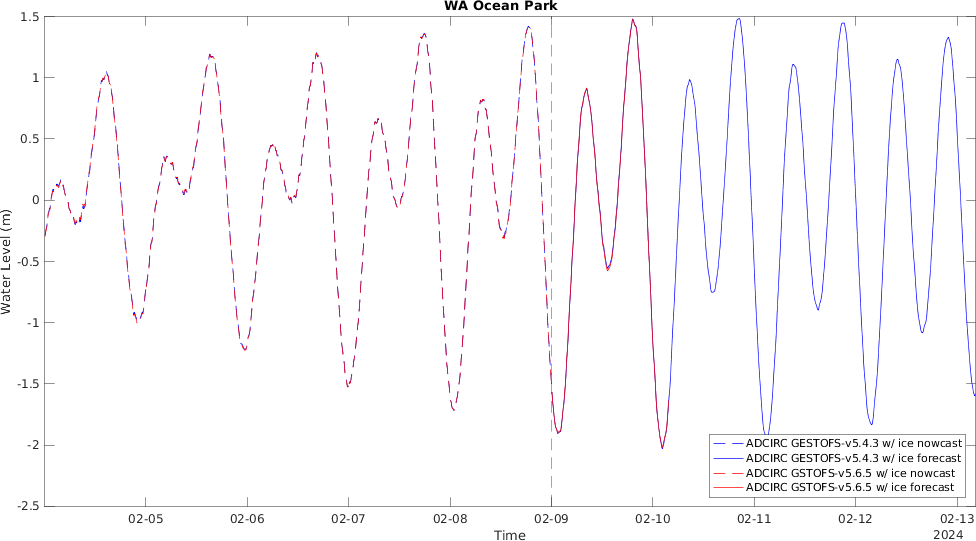 WA Ocean Park
1.5
1
0.5
0
-0.5
-1
-1.5
-2
-2.5
Water Level (m)
02-05 02-06 02-07 02-08 02-09 02-10 02-11 02-12 02-13
Time
2024
ADCIRC GESTOFS-v5.4.3 w/ ice nowcast
ADCIRC GESTOFS-v5.4.3 w/ ice forecast
ADCIRC GSTOFS-v5.6.5 w/ ice nowcast
ADCIRC GSTOFS-v5.6.5 w/ ice forecast